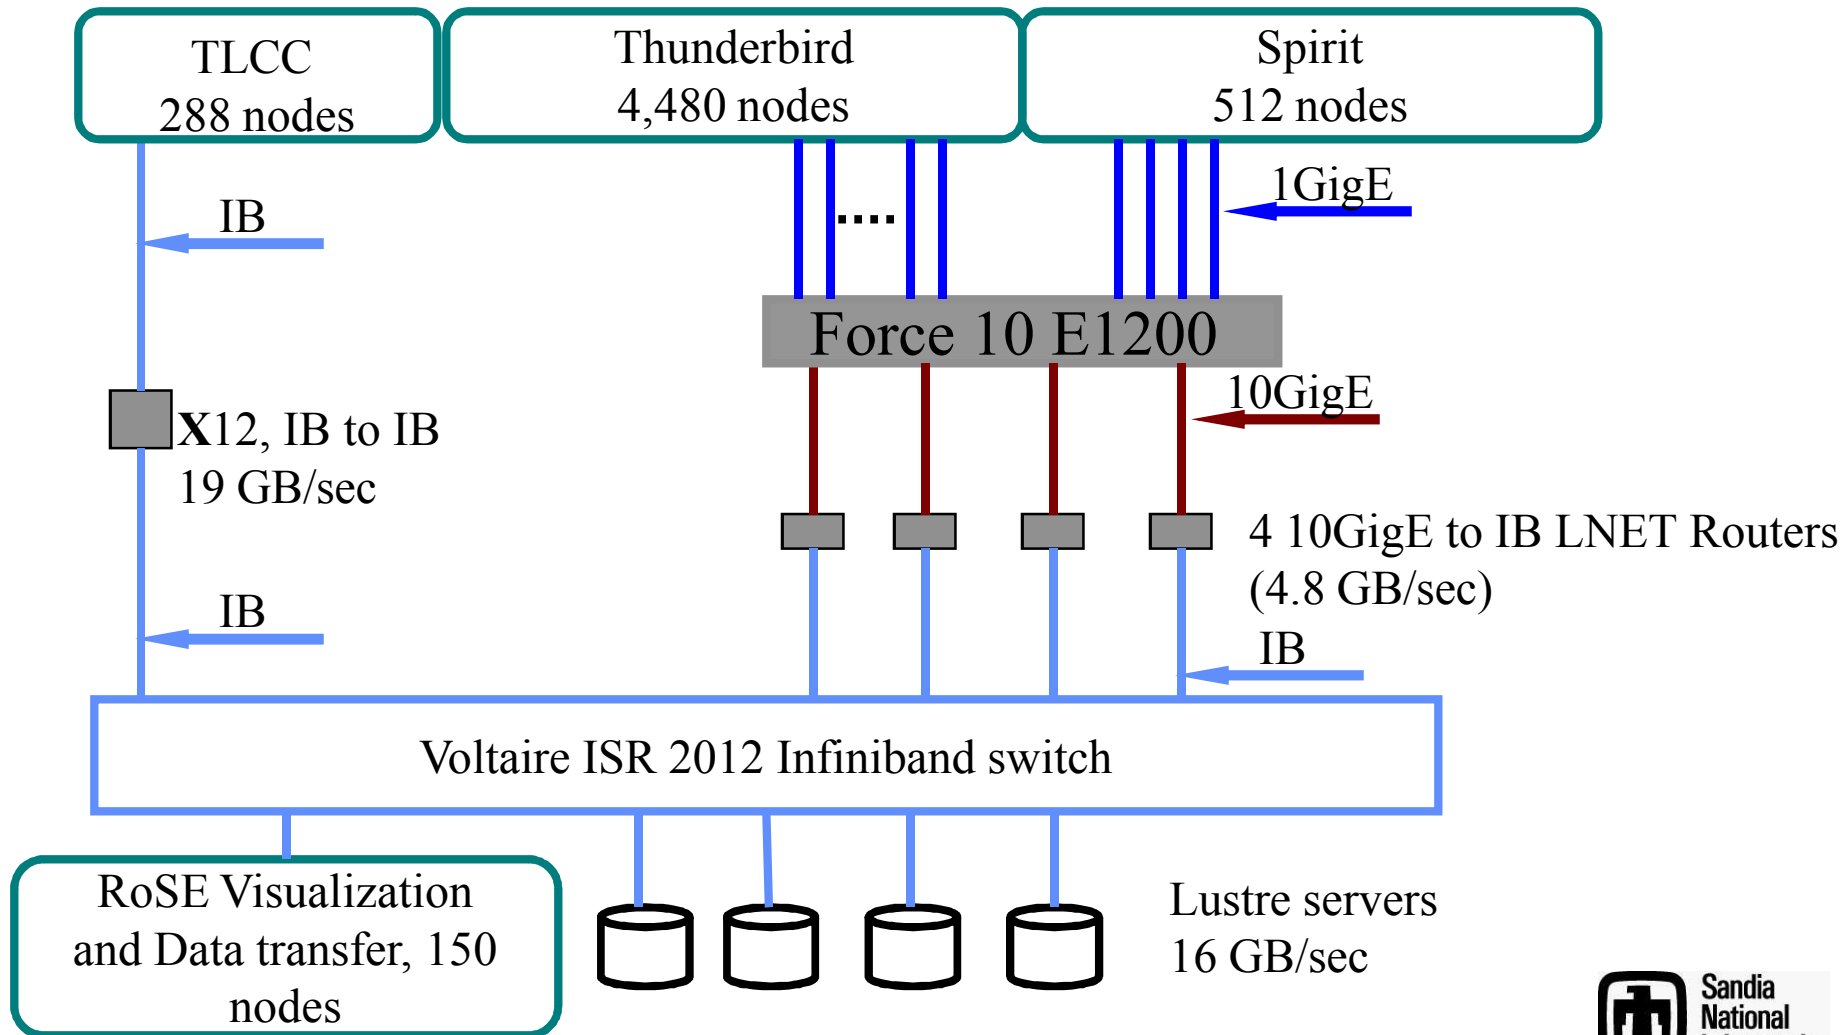 TLCC
288 nodes
Thunderbird
4,480 nodes
Spirit
512 nodes
IB
1GigE
....
Force 10 E1200
10GigE
X12, IB to IB
19 GB/sec
4 10GigE to IB LNET Routers
(4.8 GB/sec)
IB
IB
Voltaire ISR 2012 Infiniband switch
RoSE Visualization
and Data transfer, 150
nodes
Lustre servers
16 GB/sec
Sandia
National